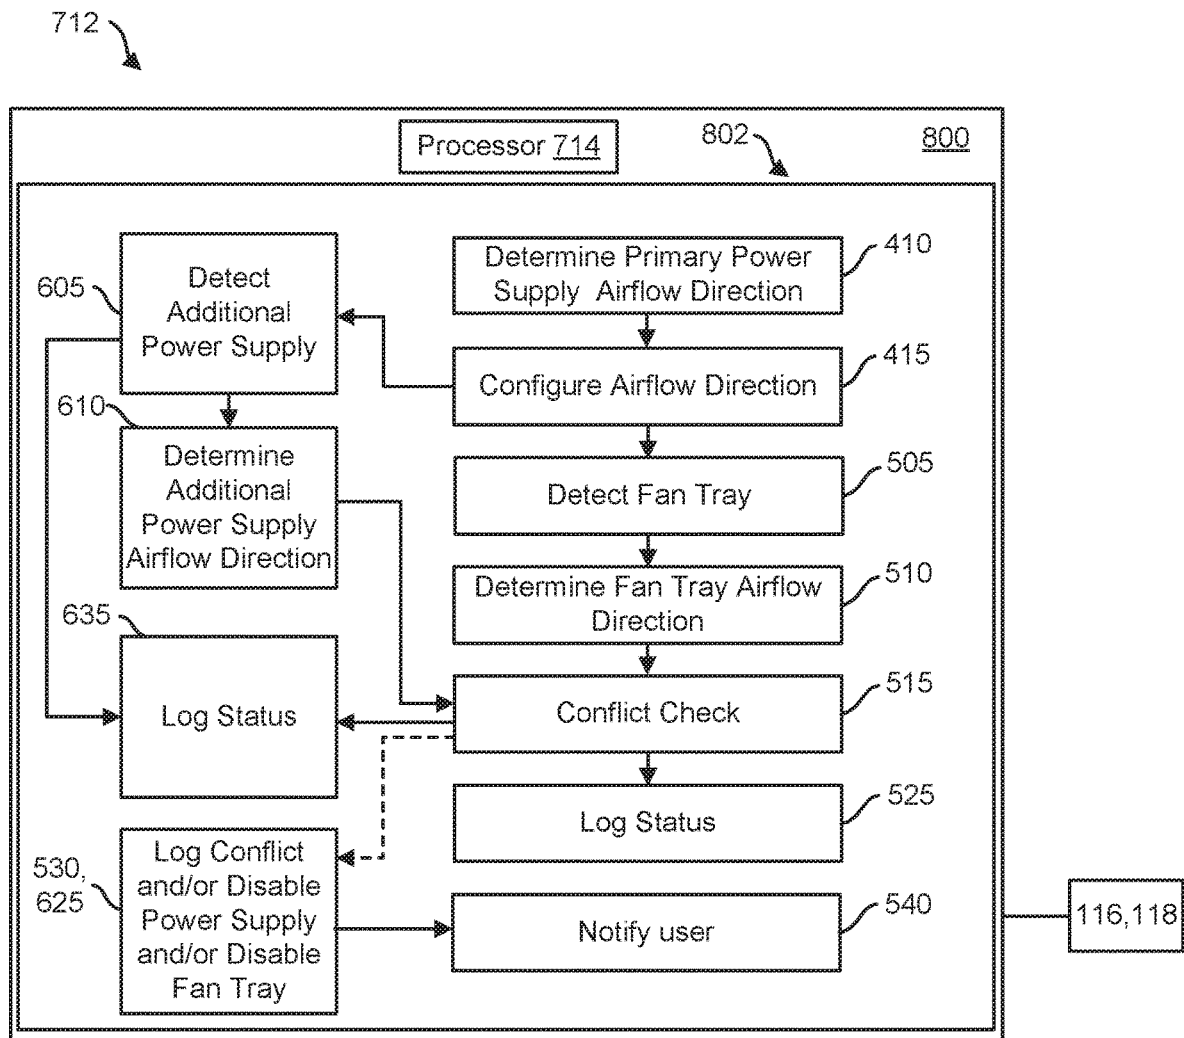 712
Processor 714
802
800
Detect
Additional
Power Supply
605
Determine Primary Power
Supply Airflow Direction
410
Configure Airflow Direction
415
610
Determine
Additional
Power Supply
Airflow Direction
Detect Fan Tray
505
Determine Fan Tray Airflow
Direction
510
635
Log Status
Conflict Check
515
Log Status
525
530,
625
Log Conflict
and/or Disable
Power Supply
and/or Disable
Fan Tray
Notify user
540
116,118